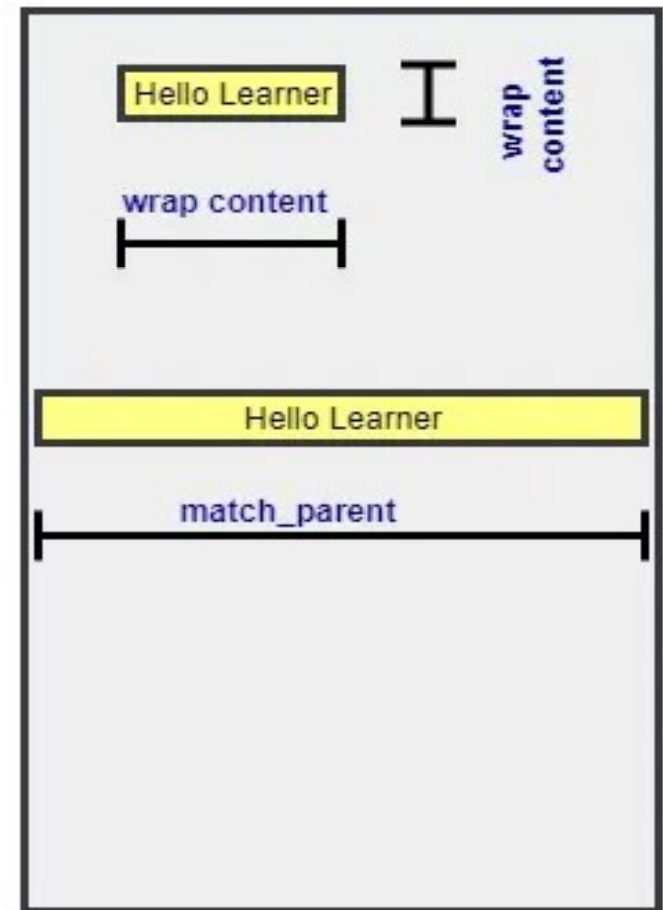 Hello Learner
wrap
content
wrap content
Hello Learner
match_parent